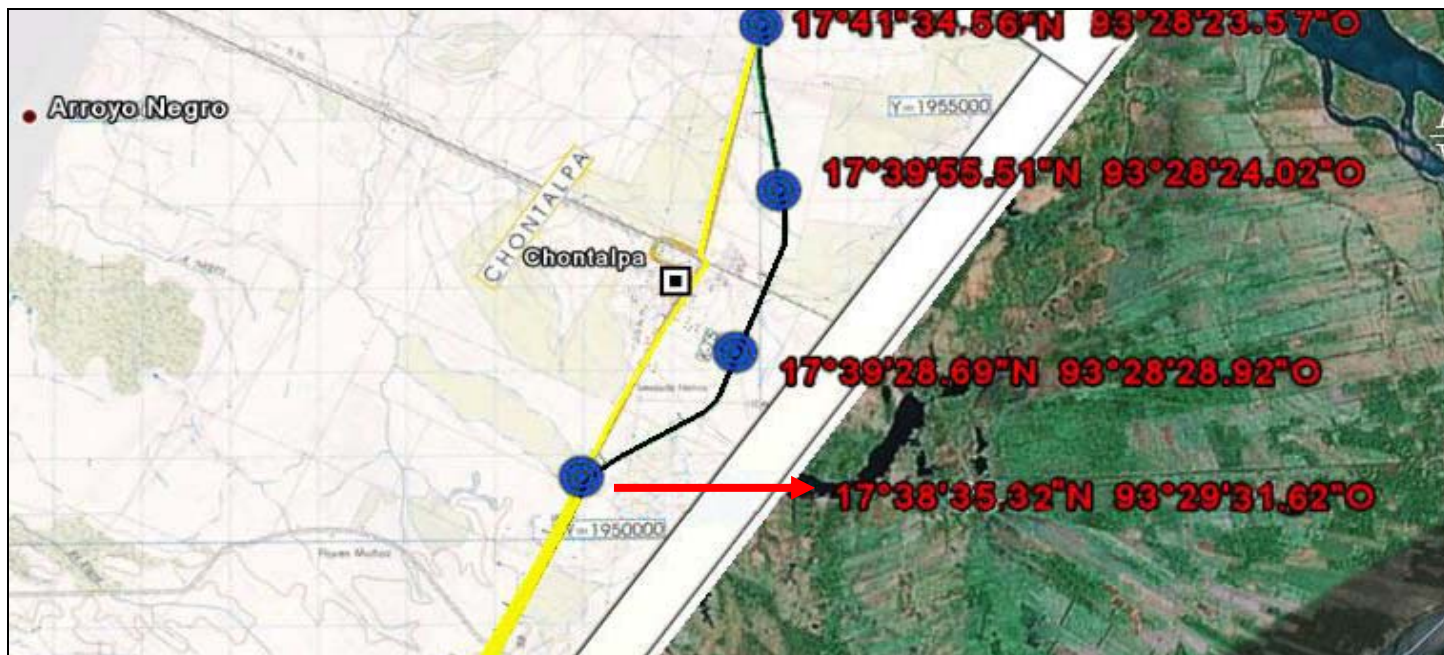 17°41'34.56"N 93°28'23.57"O
Arroyo Negro
Y=1955000
17°39'55.51"N 93°28'24.02"O
CHONTALPA
Chontalpa
17°39'28.69"N 93°28'28.92"O
17°38'35.32"N 93°29'31.62"O
Y=1950000